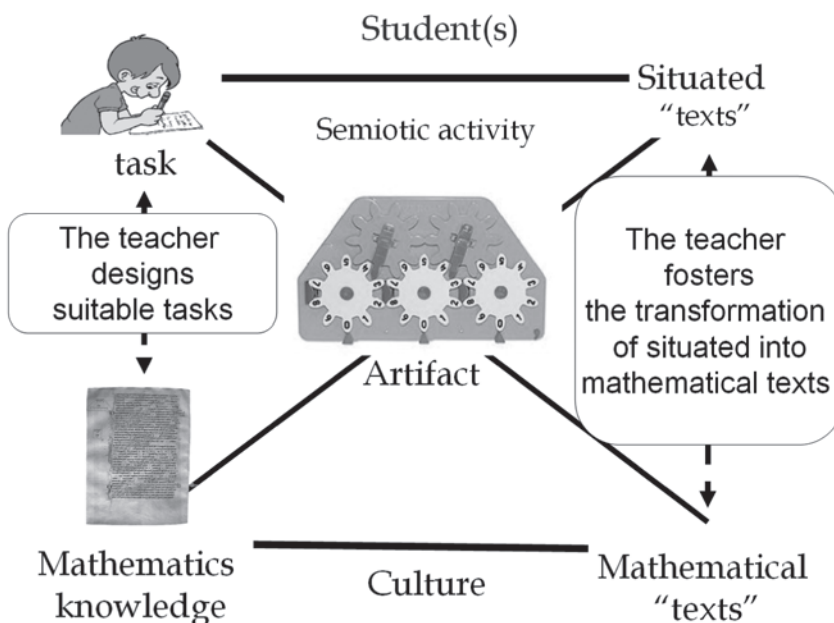 Student(s)
Situated
“texts”
Semiotic activity
task
The teacher
designs
suitable tasks
The teacher
fosters
the transformation
of situated into
mathematical texts
Artifact
Mathematics
knowledge
Culture
Mathematical
“texts”